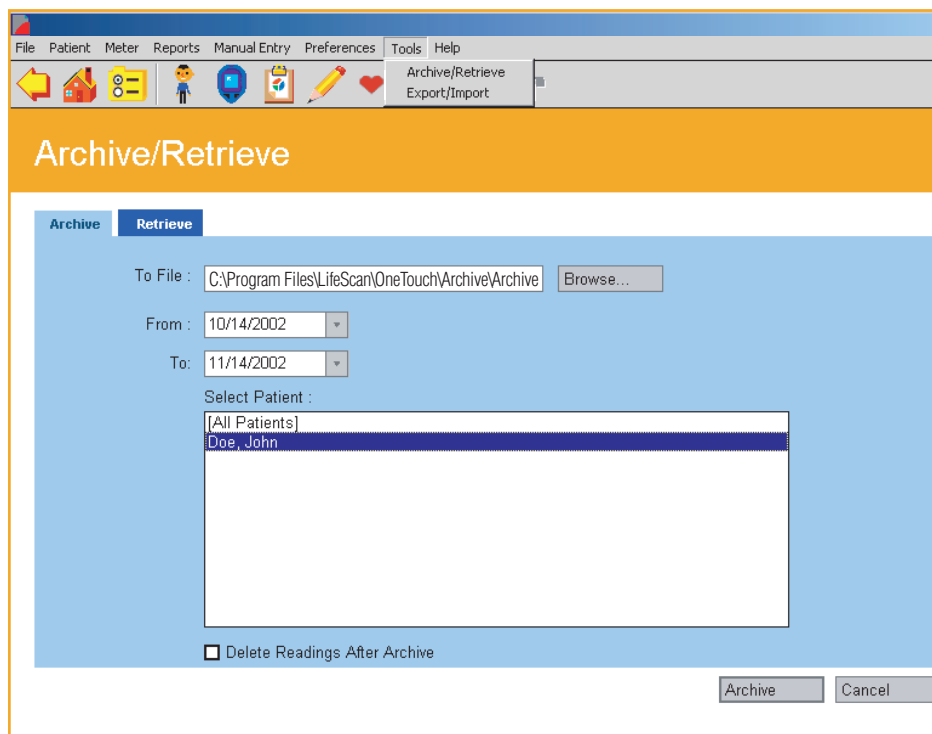 File Patient Meter Reports Manual Entry Preferences Tools Help
Archive/Retrieve
Export/Import
Archive/Retrieve
Archive Retrieve
To File : C:\Program Files\LifeScan\OneTouch\Archive\Archive Browse...
From : 10/14/2002
To: 11/14/2002
Select Patient :
[All Patients]
Doe, John
Delete Readings After Archive
Archive Cancel